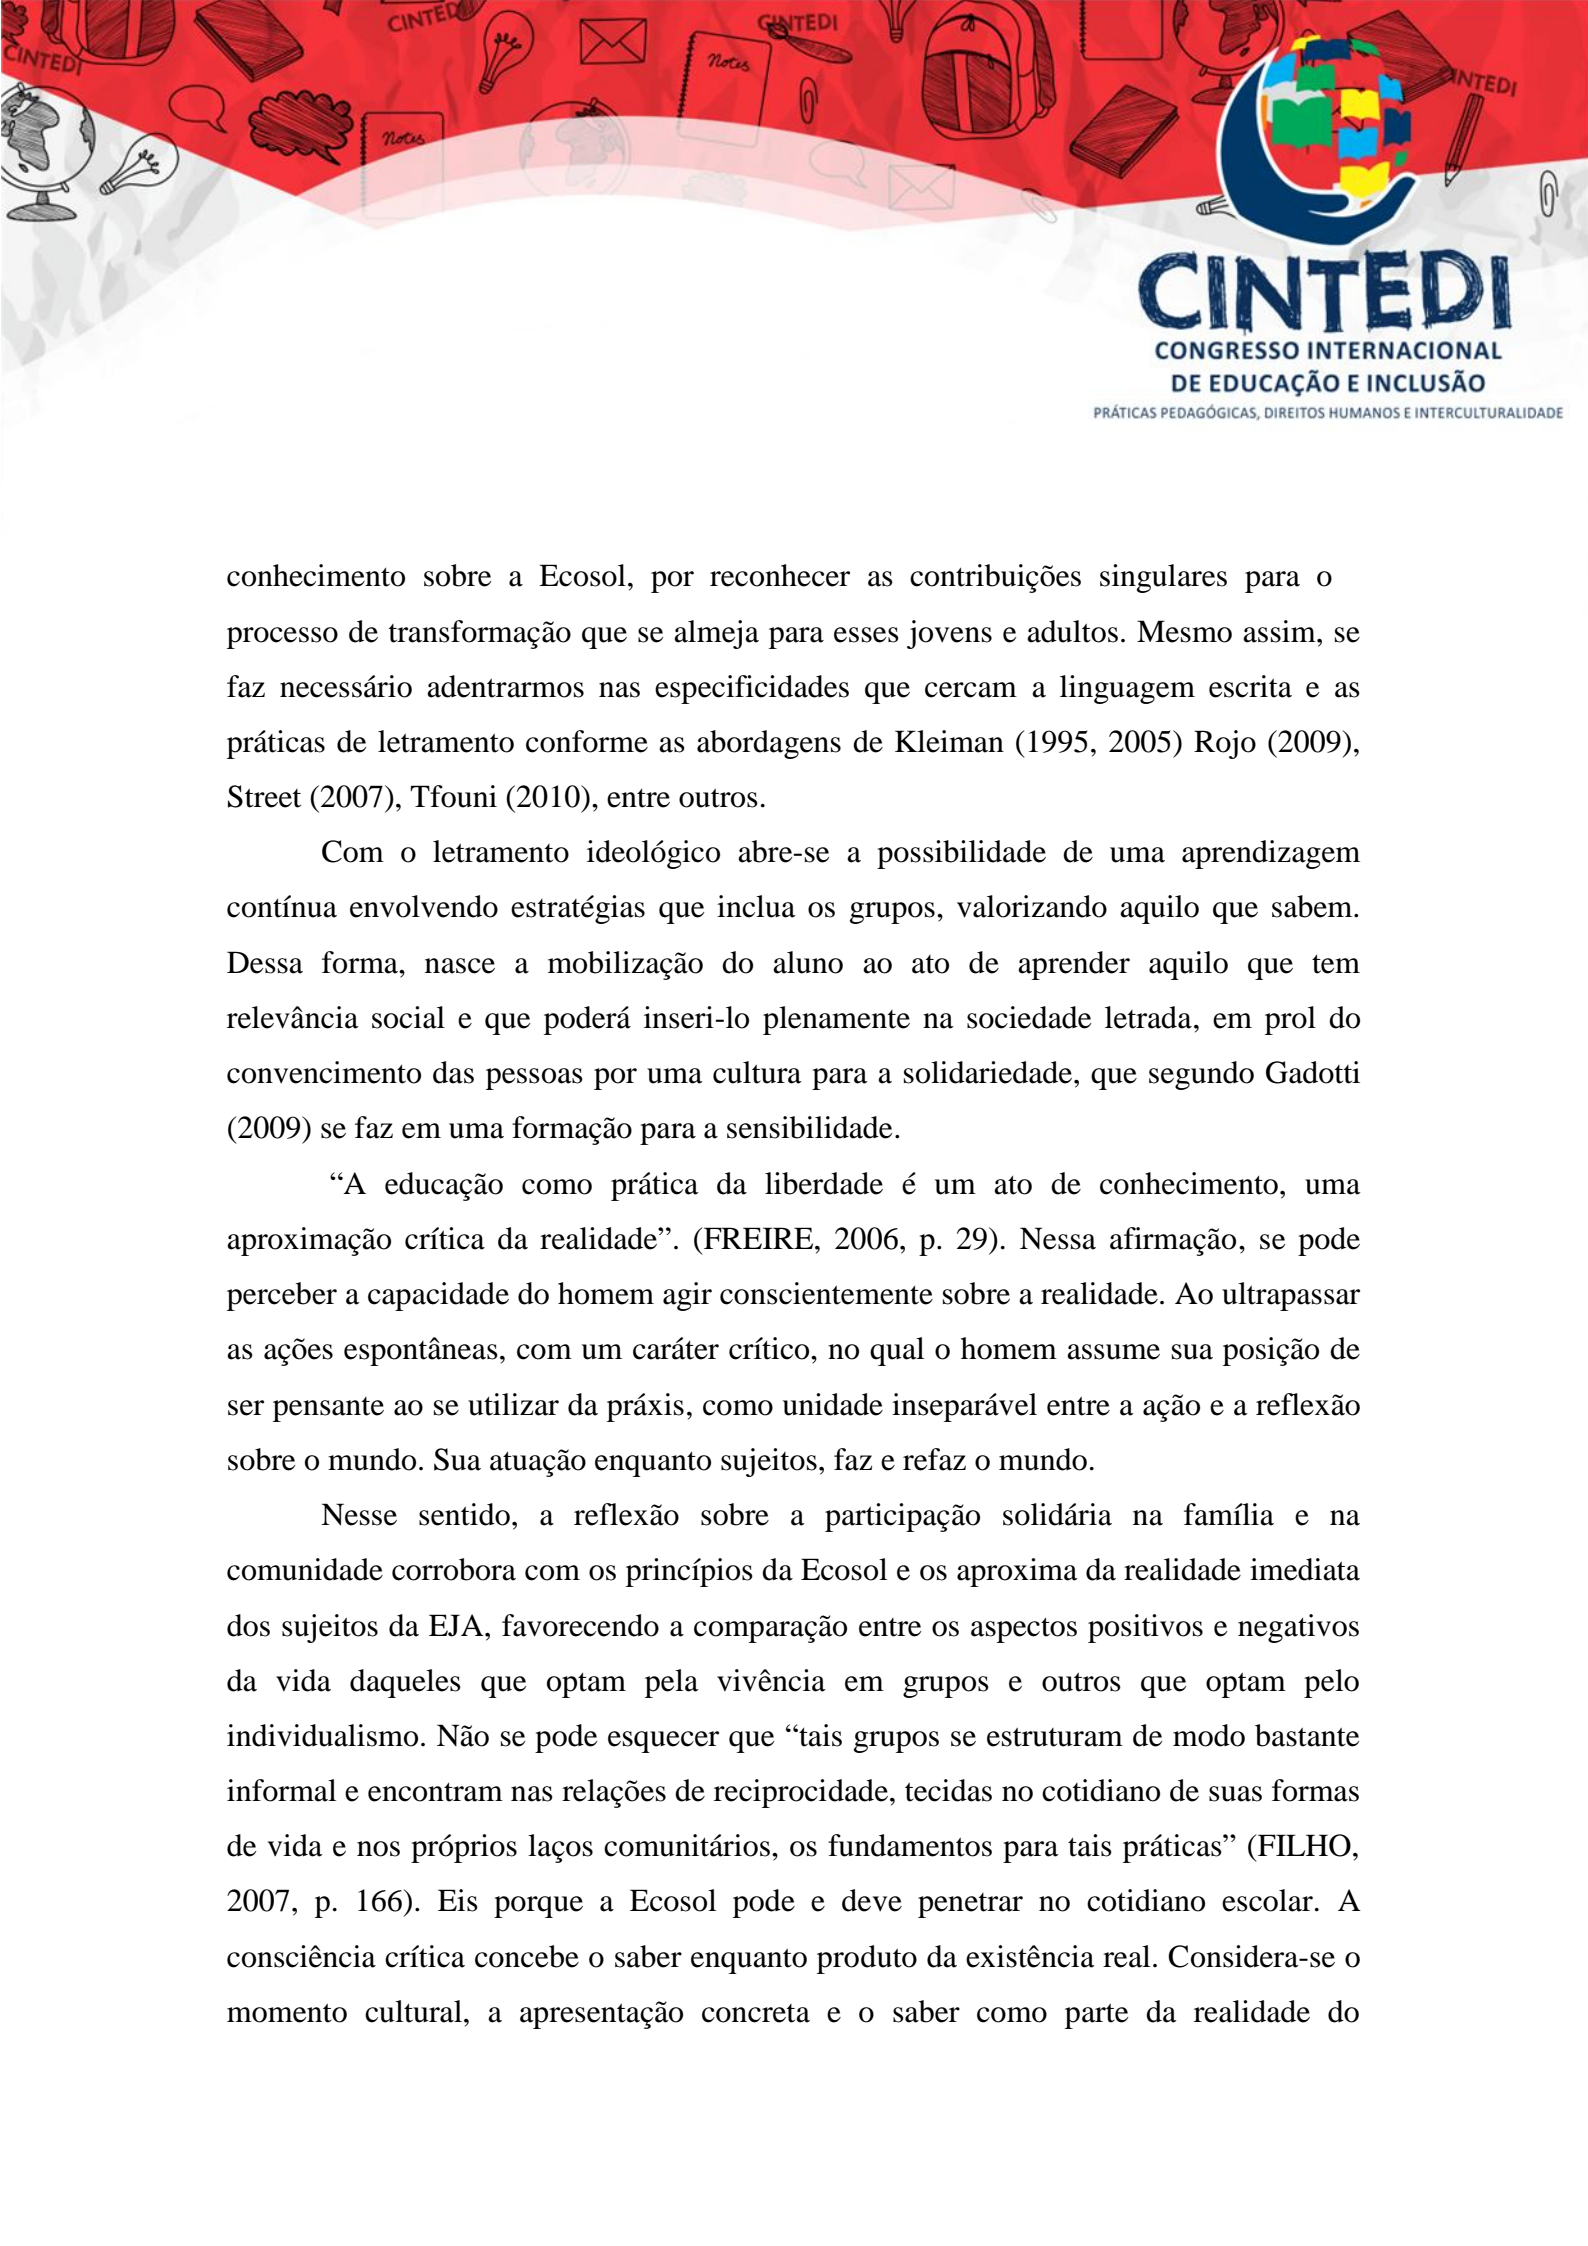 CINTEDI
CINTEDI
CINTEDI
CINTEDI
Notes
Notes
CINTEDI
CONGRESSO INTERNACIONAL
DE EDUCAÇÃO E INCLUSÃO
PRÁTICAS PEDAGÓGICAS, DIREITOS HUMANOS E INTERCULTURALIDADE
conhecimento sobre a Ecosol, por reconhecer as contribuições singulares para o
processo de transformação que se almeja para esses jovens e adultos. Mesmo assim, se
faz necessário adentrarmos nas especificidades que cercam a linguagem escrita e as
práticas de letramento conforme as abordagens de Kleiman (1995, 2005) Rojo (2009),
Street (2007), Tfouni (2010), entre outros.
Com o letramento ideológico abre-se a possibilidade de uma aprendizagem
contínua envolvendo estratégias que inclua os grupos, valorizando aquilo que sabem.
Dessa forma, nasce a mobilização do aluno ao ato de aprender aquilo que tem
relevância social e que poderá inseri-lo plenamente na sociedade letrada, em prol do
convencimento das pessoas por uma cultura para a solidariedade, que segundo Gadotti
(2009) se faz em uma formação para a sensibilidade.
“A educação como prática da liberdade é um ato de conhecimento, uma
aproximação crítica da realidade”. (FREIRE, 2006, p. 29). Nessa afirmação, se pode
perceber a capacidade do homem agir conscientemente sobre a realidade. Ao ultrapassar
as ações espontâneas, com um caráter crítico, no qual o homem assume sua posição de
ser pensante ao se utilizar da práxis, como unidade inseparável entre a ação e a reflexão
sobre o mundo. Sua atuação enquanto sujeitos, faz e refaz o mundo.
Nesse sentido, a reflexão sobre a participação solidária na família e na
comunidade corrobora com os princípios da Ecosol e os aproxima da realidade imediata
dos sujeitos da EJA, favorecendo a comparação entre os aspectos positivos e negativos
da vida daqueles que optam pela vivência em grupos e outros que optam pelo
individualismo. Não se pode esquecer que “tais grupos se estruturam de modo bastante
informal e encontram nas relações de reciprocidade, tecidas no cotidiano de suas formas
de vida e nos próprios laços comunitários, os fundamentos para tais práticas” (FILHO,
2007, p. 166). Eis porque a Ecosol pode e deve penetrar no cotidiano escolar. A
consciência crítica concebe o saber enquanto produto da existência real. Considera-se o
momento cultural, a apresentação concreta e o saber como parte da realidade do